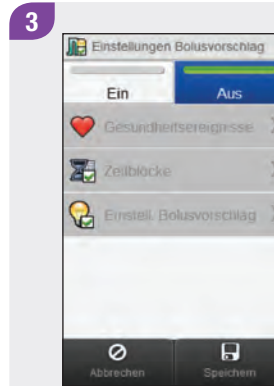 3
Einstellungen Bolusvorschlag
Ein Aus
Gesundheitsereignisse
Zeitblöcke
Einstell. Bolusvorschlag
Abbrechen Speichern